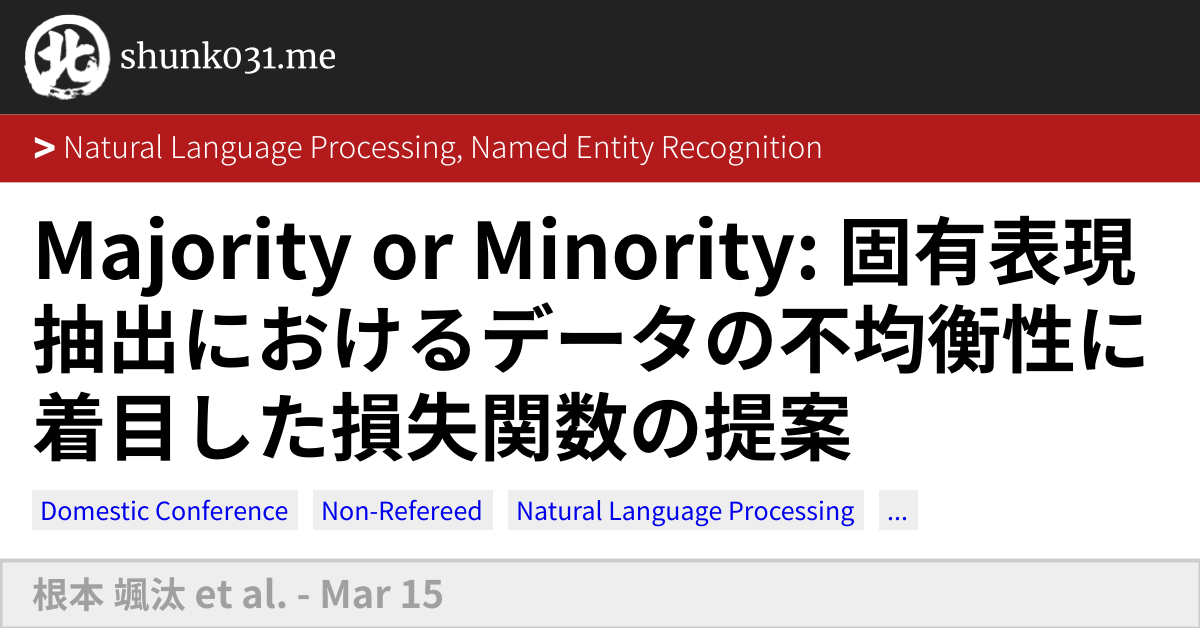 北 shunk031.me
> Natural Language Processing, Named Entity Recognition
Majority or Minority: 固有表現
抽出におけるデータの不均衡性に
着目した損失関数の提案
Domestic Conference Non-Refereed Natural Language Processing ...
根本 颯汰 et al. - Mar 15